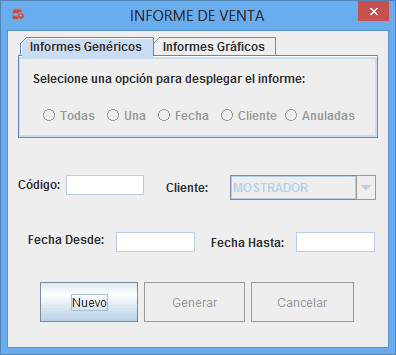 INFORME DE VENTA
Informes Genéricos Informes Gráficos
Selecione una opción para desplegar el informe:
Todas Una Fecha Cliente Anuladas
Código: Cliente: MOSTRADOR
Fecha Desde: Fecha Hasta:
Nuevo Generar Cancelar